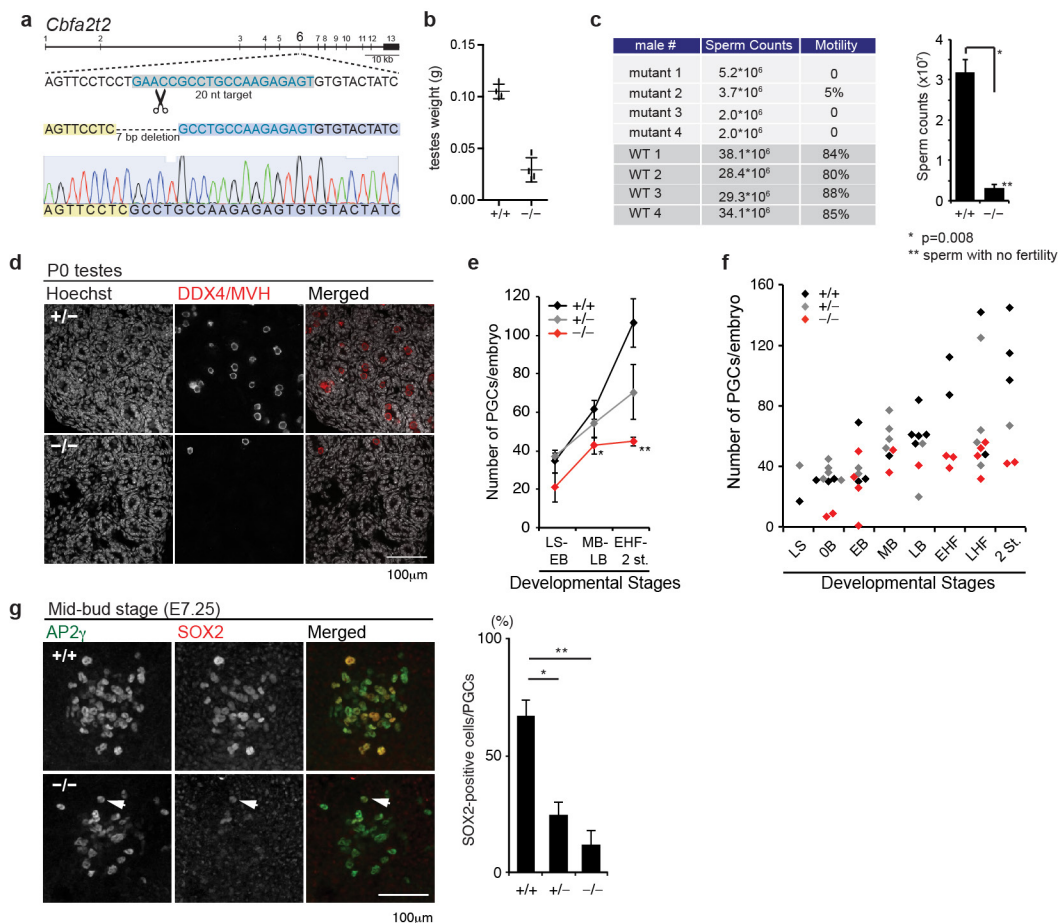 a
Cbfa2t2
1 2 3 4 5 6 7 8 9 10 11 12 13
10 kb
AGTTCCTCCTGAACCGCCTGCCAAGAGAGTGTGTACTATC
20 nt target
AGTTCCTC GCCTGCCAAGAGAGTGTGTACTATC
7 bp deletion
AGTTCCTCGCCTGCCAAGAGAGTGTGTACTATC
b
testes weight (g)
0.15
0.10
0.05
0.00
+/+ −/−
c
male # Sperm Counts Motility
mutant 1 5.2*10⁶ 0
mutant 2 3.7*10⁶ 5%
mutant 3 2.0*10⁶ 0
mutant 4 2.0*10⁶ 0
WT 1 38.1*10⁶ 84%
WT 2 28.4*10⁶ 80%
WT 3 29.3*10⁶ 88%
WT 4 34.1*10⁶ 85%
Sperm counts (x10⁷)
4
3
2
1
0
*
**
+/+ −/−
* p=0.008
** sperm with no fertility
d
P0 testes
Hoechst DDX4/MVH Merged
+/−
−/−
100μm
e
Number of PGCs/embryo
120
100
80
60
40
20
0
+/+
+/−
−/−
*
**
LS-EB MB-LB EHF-2 st.
Developmental Stages
f
Number of PGCs/embryo
160
120
80
40
0
+/+
+/−
−/−
LS 0B EB MB LB EHF LHF 2 St.
Developmental Stages
g
Mid-bud stage (E7.25)
AP2γ SOX2 Merged
+/+
−/−
100μm
(%)
SOX2-positive cells/PGCs
100
50
0
**
*
+/+ +/− −/−